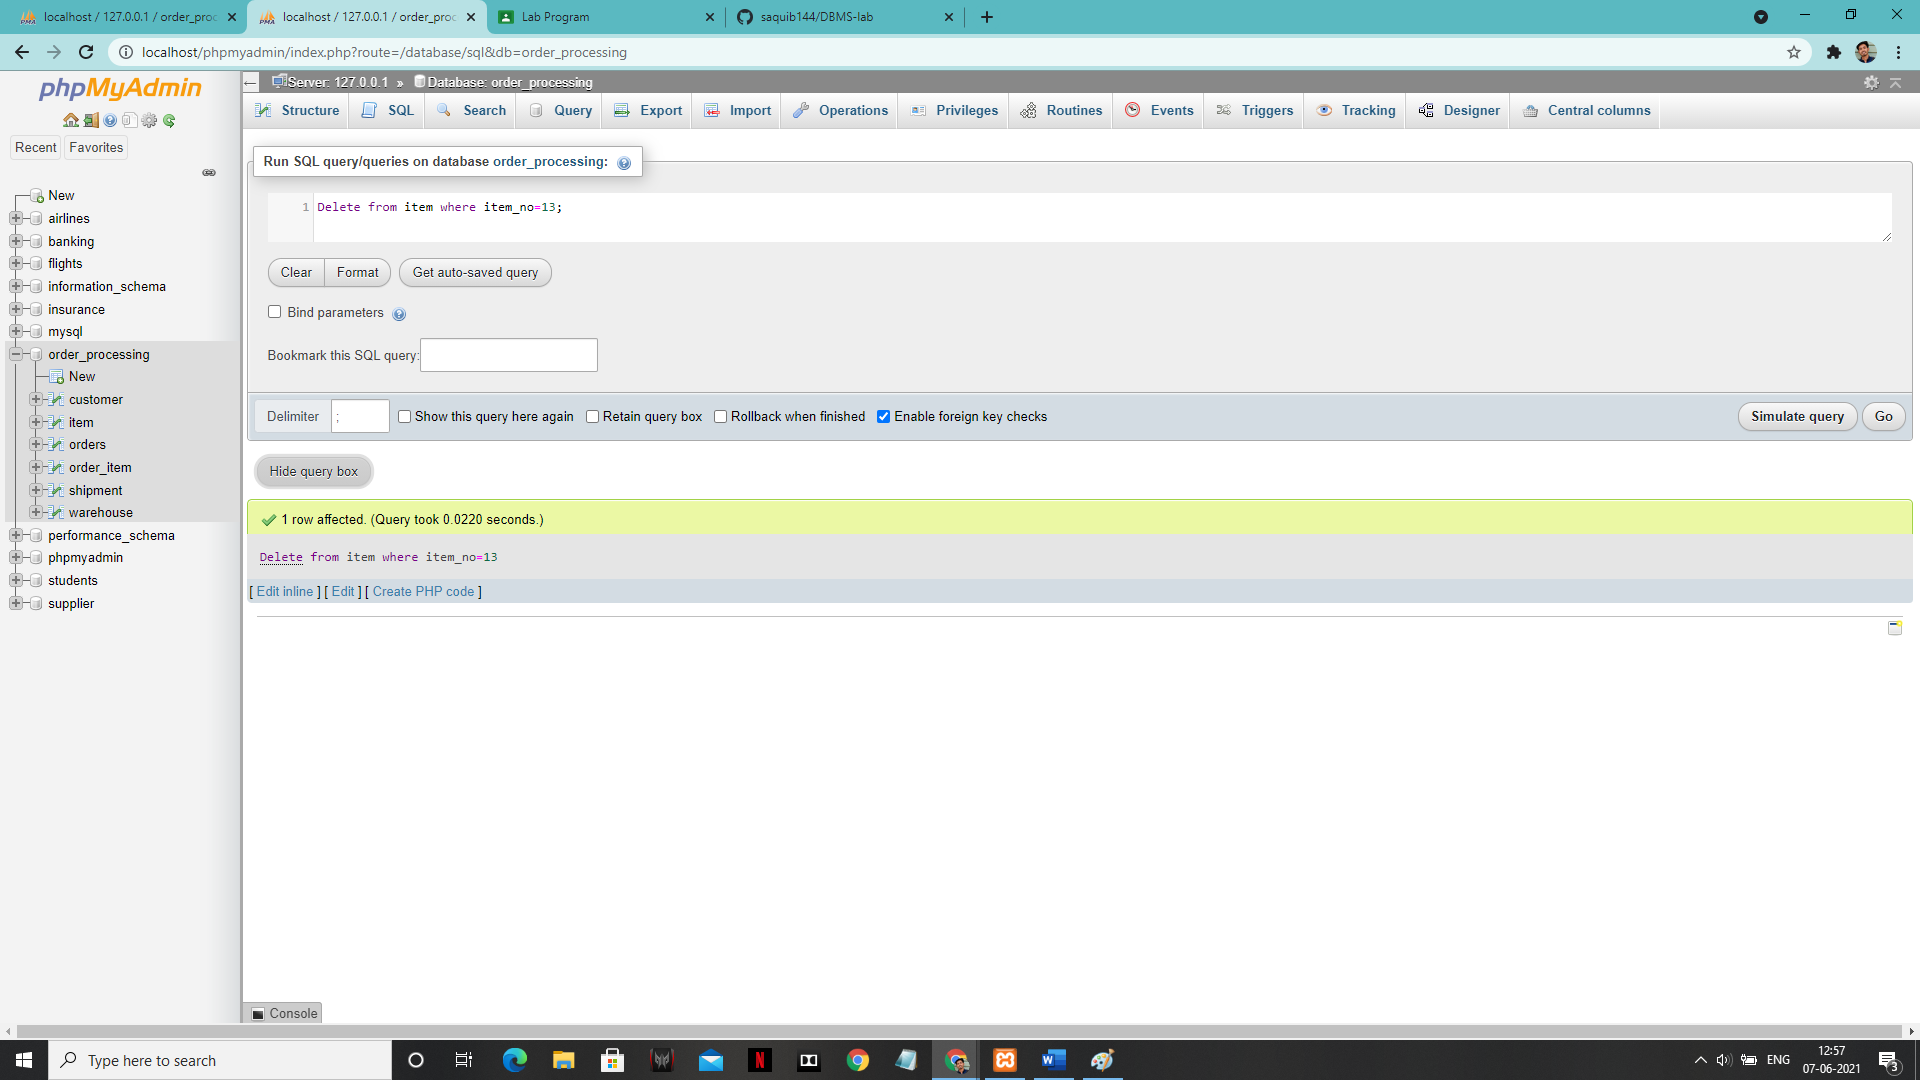 localhost / 127.0.0.1 / order_proc
localhost / 127.0.0.1 / order_proc
Lab Program
saquib144/DBMS-lab
localhost/phpmyadmin/index.php?route=/database/sql&db=order_processing
phpMyAdmin
Recent
Favorites
New
airlines
banking
flights
information_schema
insurance
mysql
order_processing
New
customer
item
orders
order_item
shipment
warehouse
performance_schema
phpmyadmin
students
supplier
Server: 127.0.0.1 » Database: order_processing
Structure SQL Search Query Export Import Operations Privileges Routines Events Triggers Tracking Designer Central columns
Run SQL query/queries on database order_processing:
1 Delete from item where item_no=13;
Clear Format Get auto-saved query
Bind parameters
Bookmark this SQL query:
Delimiter ; Show this query here again Retain query box Rollback when finished Enable foreign key checks Simulate query Go
Hide query box
1 row affected. (Query took 0.0220 seconds.)
Delete from item where item_no=13
[ Edit inline ] [ Edit ] [ Create PHP code ]
Console
Type here to search
ENG
12:57
07-06-2021
3